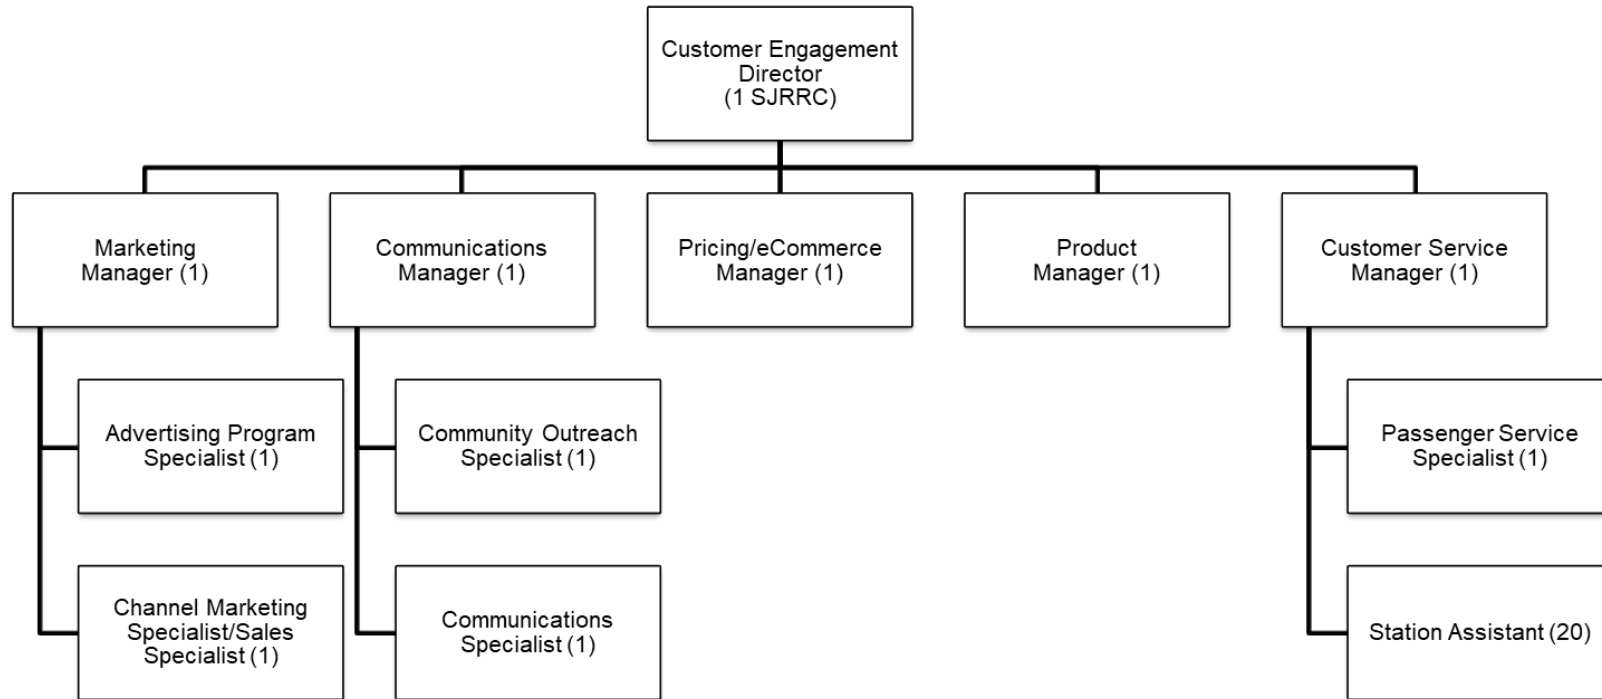 Customer Engagement
Director
(1 SJRRC)
Marketing
Manager (1)
Communications
Manager (1)
Pricing/eCommerce
Manager (1)
Product
Manager (1)
Customer Service
Manager (1)
Advertising Program
Specialist (1)
Community Outreach
Specialist (1)
Passenger Service
Specialist (1)
Channel Marketing
Specialist/Sales
Specialist (1)
Communications
Specialist (1)
Station Assistant (20)